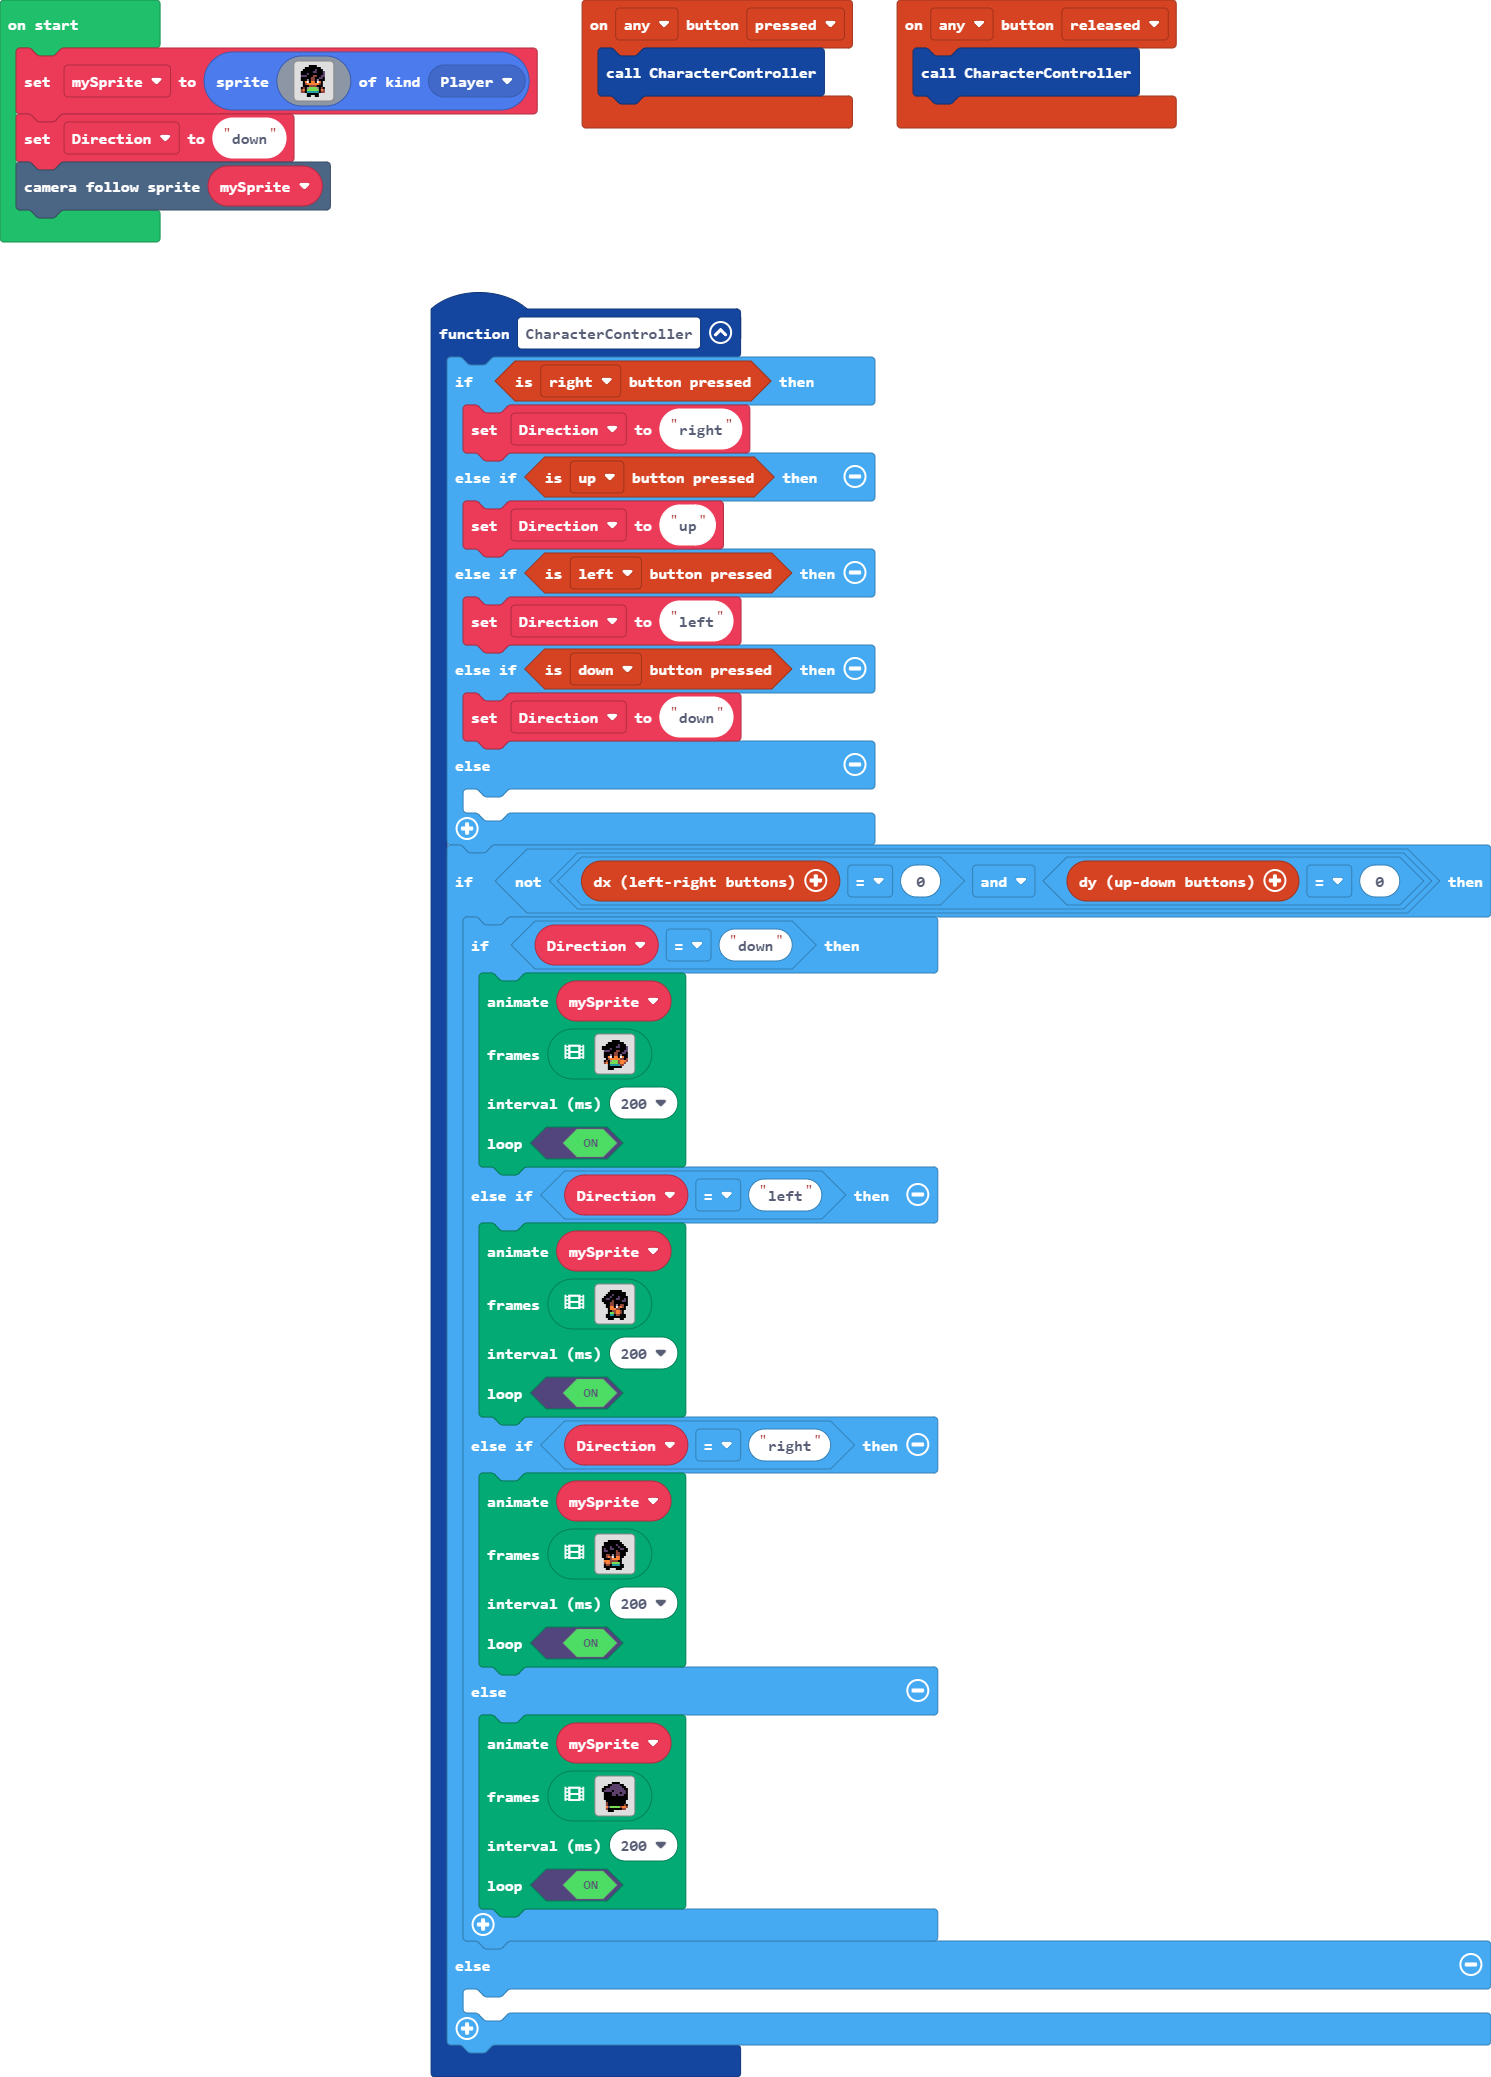 on start
set mySprite to sprite of kind Player
set Direction to "down"
camera follow sprite mySprite
on any button pressed
call CharacterController
on any button released
call CharacterController
function CharacterController
if is right button pressed then
set Direction to "right"
else if is up button pressed then
set Direction to "up"
else if is left button pressed then
set Direction to "left"
else if is down button pressed then
set Direction to "down"
else
if not dx (left-right buttons) = 0 and dy (up-down buttons) = 0 then
if Direction = "down" then
animate mySprite
frames
interval (ms) 200
loop ON
else if Direction = "left" then
animate mySprite
frames
interval (ms) 200
loop ON
else if Direction = "right" then
animate mySprite
frames
interval (ms) 200
loop ON
else
animate mySprite
frames
interval (ms) 200
loop ON
else